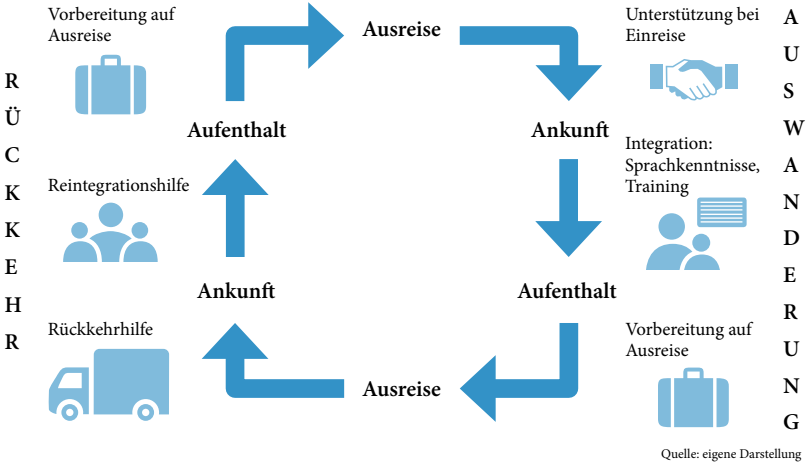 Vorbereitung auf
Ausreise
Ausreise
Unterstützung bei
Einreise
RÜCKKEHR
AUSWANDERUNG
Aufenthalt
Ankunft
Integration:
Sprachkenntnisse,
Training
Reintegrationshilfe
Ankunft
Aufenthalt
Rückkehrhilfe
Vorbereitung auf
Ausreise
Ausreise
Quelle: eigene Darstellung